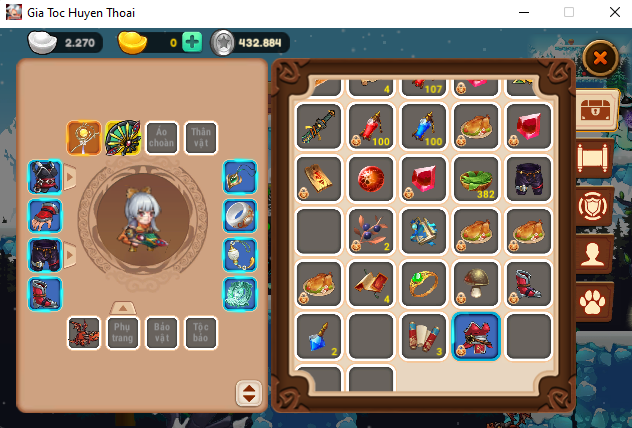 Gia Toc Huyen Thoai
2.270
0
432.884
4
107
Áo choàn
Thần vật
100
100
382
2
4
Phụ trang
Bảo vật
Tộc bảo
2
3